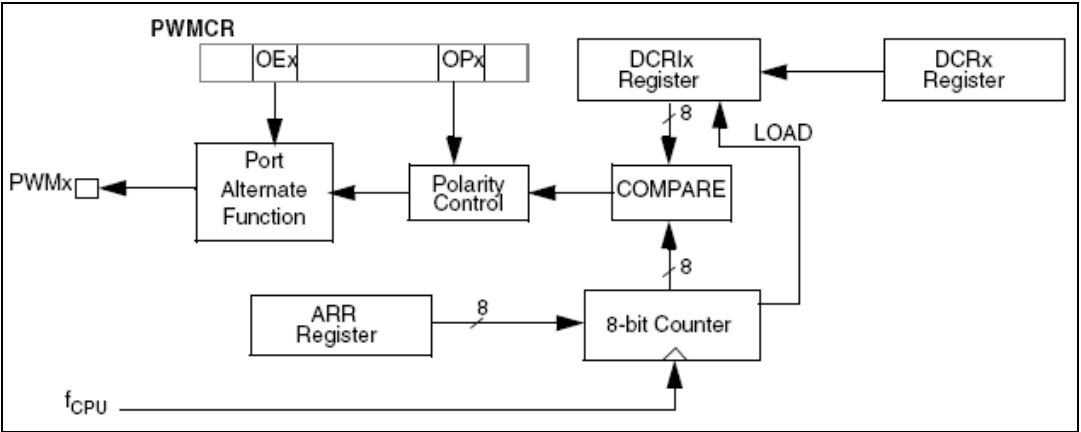 PWMCR
OEx OPx
DCRIx
Register
DCRx
Register
8
LOAD
Port
Alternate
Function
PWMx
Polarity
Control
COMPARE
8
ARR
Register
8
8-bit Counter
fCPU